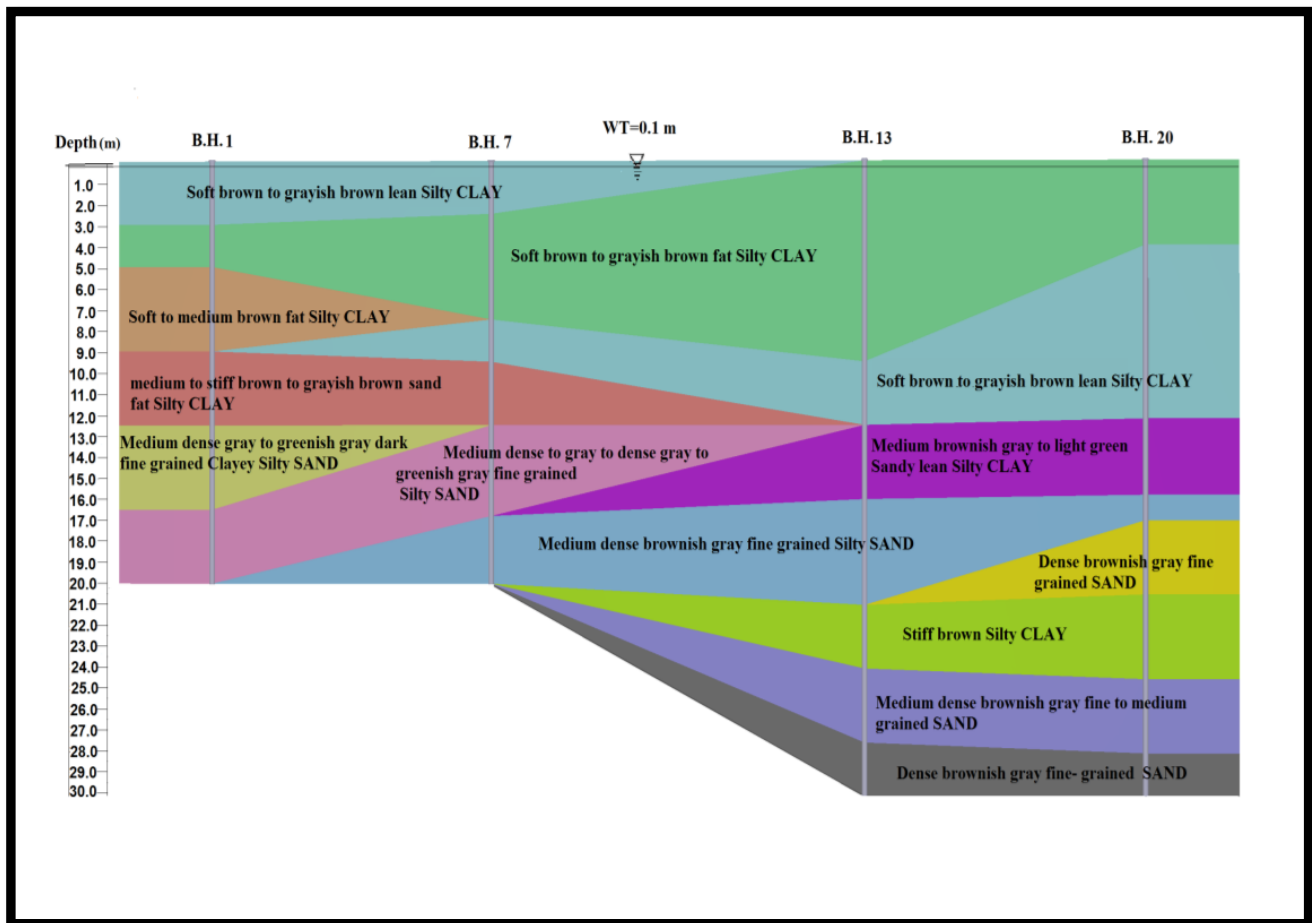 WT=0.1 m
Depth (m)
B.H. 1
B.H. 7
B.H. 13
B.H. 20
1.0
2.0
3.0
4.0
5.0
6.0
7.0
8.0
9.0
10.0
11.0
12.0
13.0
14.0
15.0
16.0
17.0
18.0
19.0
20.0
21.0
22.0
23.0
24.0
25.0
26.0
27.0
28.0
29.0
30.0
Soft brown to grayish brown lean Silty CLAY
Soft brown to grayish brown fat Silty CLAY
Soft to medium brown fat Silty CLAY
medium to stiff brown to grayish brown sand
fat Silty CLAY
Soft brown to grayish brown lean Silty CLAY
Medium dense gray to greenish gray dark
fine grained Clayey Silty SAND
Medium dense to gray to dense gray to
greenish gray fine grained
Silty SAND
Medium brownish gray to light green
Sandy lean Silty CLAY
Medium dense brownish gray fine grained Silty SAND
Dense brownish gray fine
grained SAND
Stiff brown Silty CLAY
Medium dense brownish gray fine to medium
grained SAND
Dense brownish gray fine- grained SAND